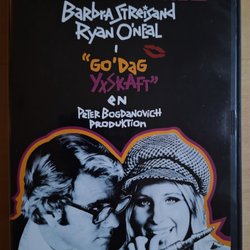 Barbra Streisand
Ryan O'Neal
i
"Go'Dag
Yxskaft"
en
Peter Bogdanovich
Produktion